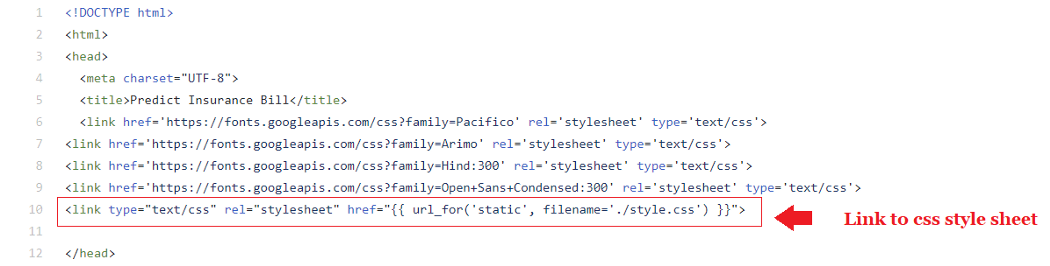 1 <!DOCTYPE html>
2 <html>
3 <head>
4 <meta charset="UTF-8">
5 <title>Predict Insurance Bill</title>
6 <link href='https://fonts.googleapis.com/css?family=Pacifico' rel='stylesheet' type='text/css'>
7 <link href='https://fonts.googleapis.com/css?family=Arimo' rel='stylesheet' type='text/css'>
8 <link href='https://fonts.googleapis.com/css?family=Hind:300' rel='stylesheet' type='text/css'>
9 <link href='https://fonts.googleapis.com/css?family=Open+Sans+Condensed:300' rel='stylesheet' type='text/css'>
10 <link type="text/css" rel="stylesheet" href="{{ url_for('static', filename='./style.css') }}">
Link to css style sheet
11
12 </head>